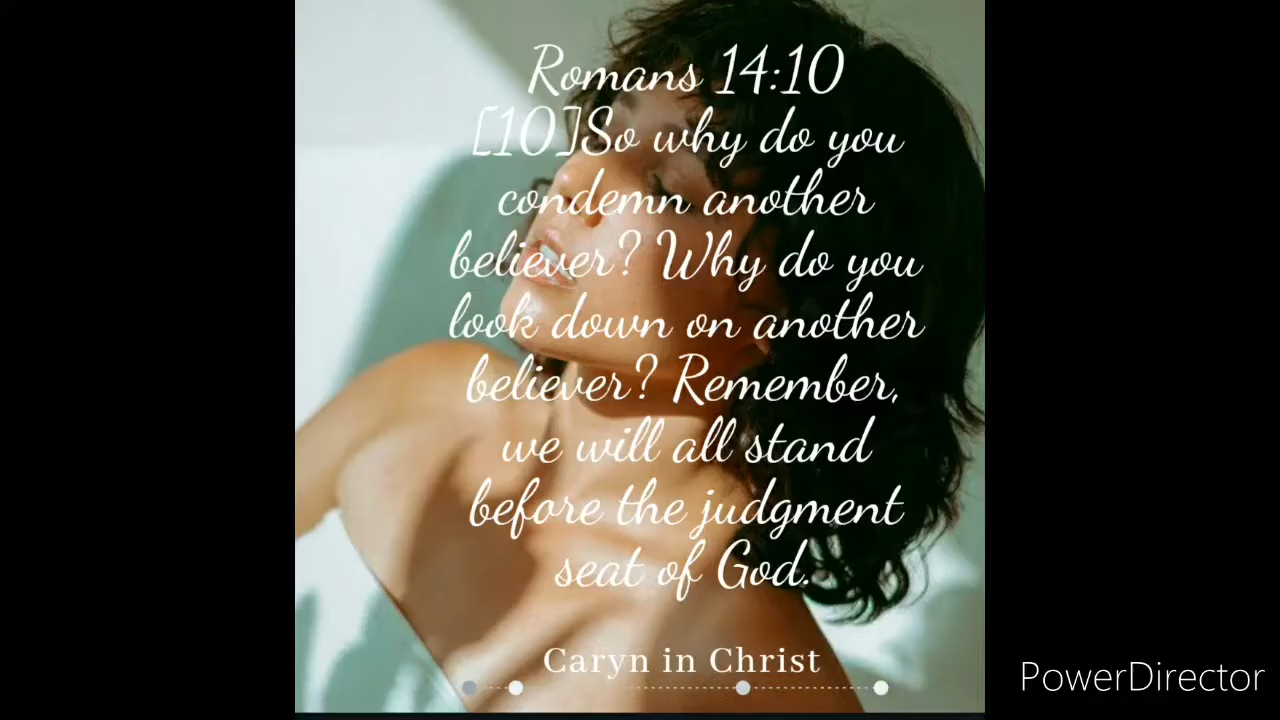 Romans 14:10
[10]So why do you
condemn another
believer? Why do you
look down on another
believer? Remember,
we will all stand
before the judgment
seat of God.
Caryn in Christ
PowerDirector